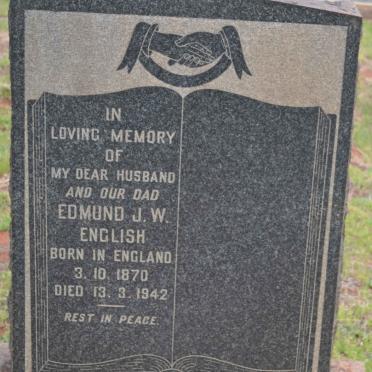 IN
LOVING MEMORY
OF
MY DEAR HUSBAND
AND OUR DAD
EDMUND J. W.
ENGLISH
BORN IN ENGLAND
3. 10. 1870
DIED 13. 3. 1942
REST IN PEACE.